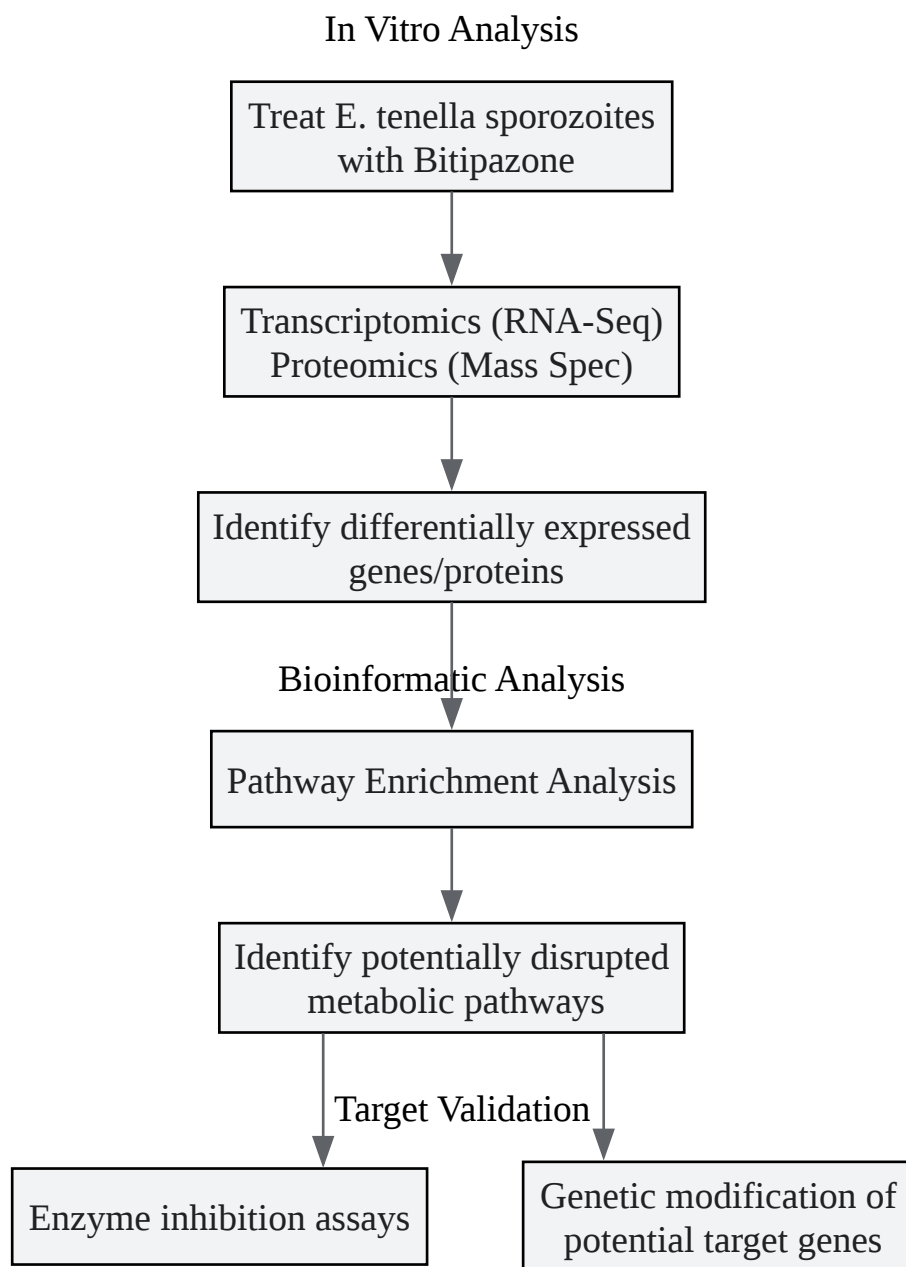 In Vitro Analysis
Treat E. tenella sporozoites
with Bitipazone
Transcriptomics (RNA-Seq)
Proteomics (Mass Spec)
Identify differentially expressed
genes/proteins
Bioinformatic Analysis
Pathway Enrichment Analysis
Identify potentially disrupted
metabolic pathways
Target Validation
Enzyme inhibition assays
Genetic modification of
potential target genes